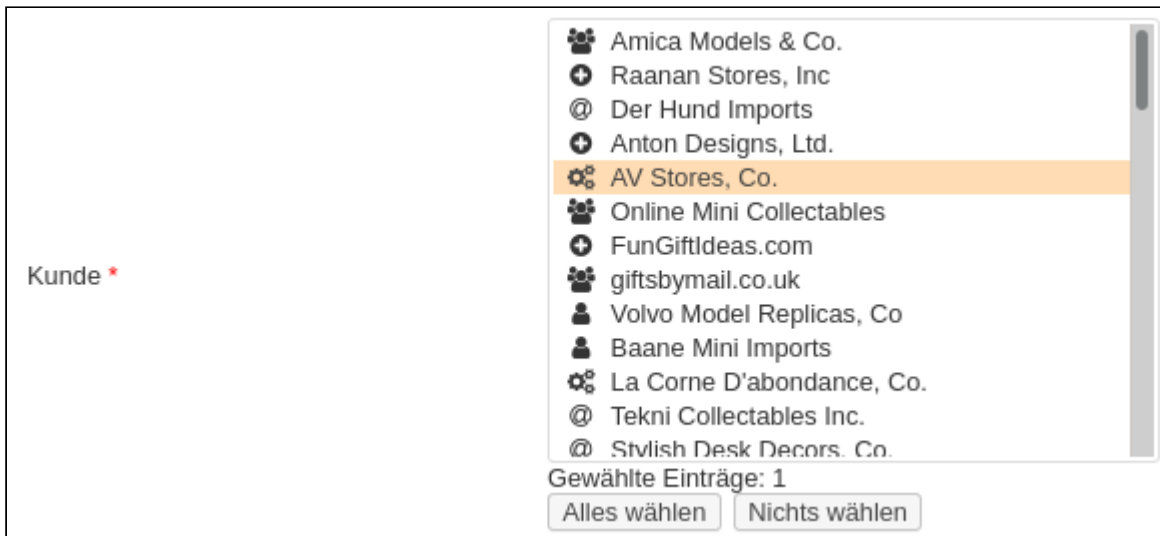 Amica Models & Co.
Raanan Stores, Inc
@ Der Hund Imports
Anton Designs, Ltd.
AV Stores, Co.
Online Mini Collectables
FunGiftIdeas.com
giftsbymail.co.uk
Kunde *
Volvo Model Replicas, Co
Baane Mini Imports
La Corne D'abondance, Co.
@ Tekni Collectables Inc.
@ Stylish Desk Decors, Co.
Gewählte Einträge: 1
Alles wählen Nichts wählen